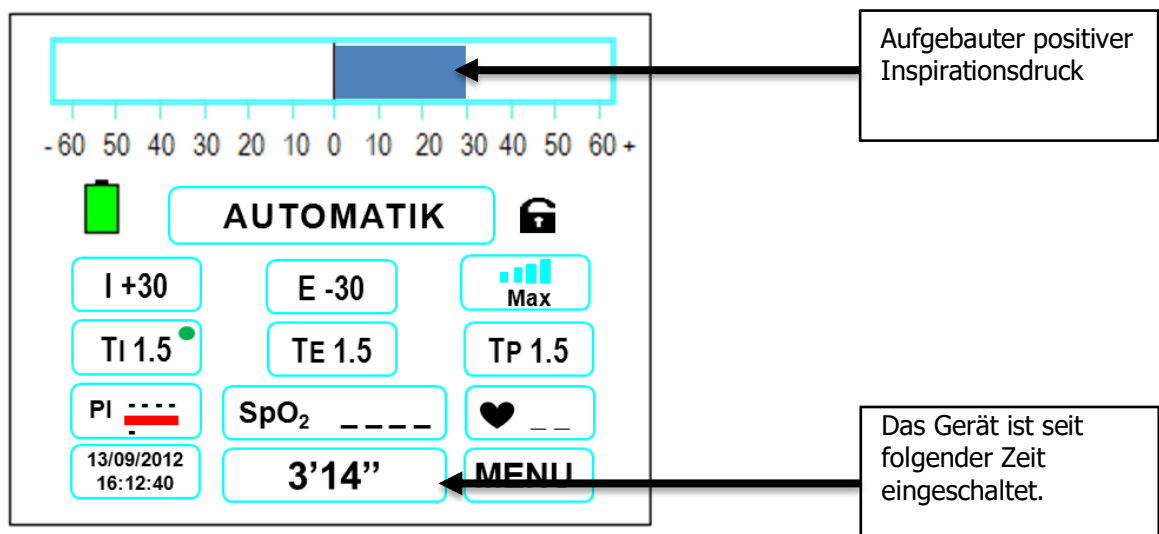 Aufgebauter positiver
Inspirationsdruck
- 60 50 40 30 20 10 0 10 20 30 40 50 60 +
AUTOMATIK
I +30 E -30 Max
TI 1.5 TE 1.5 TP 1.5
PI - - - - SpO₂ _ _ _ _ _ _
13/09/2012
16:12:40
3’14” MENU
Das Gerät ist seit
folgender Zeit
eingeschaltet.